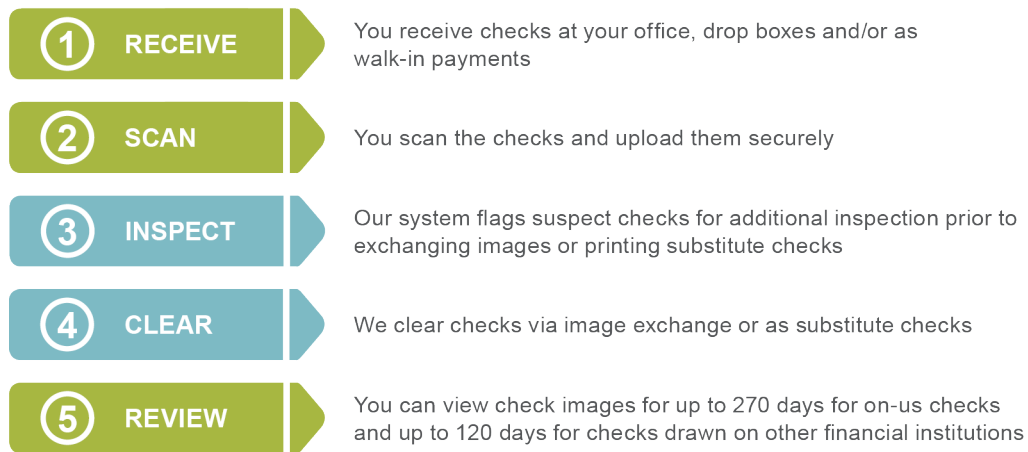 1 RECEIVE
You receive checks at your office, drop boxes and/or as
walk-in payments
2 SCAN
You scan the checks and upload them securely
3 INSPECT
Our system flags suspect checks for additional inspection prior to
exchanging images or printing substitute checks
4 CLEAR
We clear checks via image exchange or as substitute checks
5 REVIEW
You can view check images for up to 270 days for on-us checks
and up to 120 days for checks drawn on other financial institutions